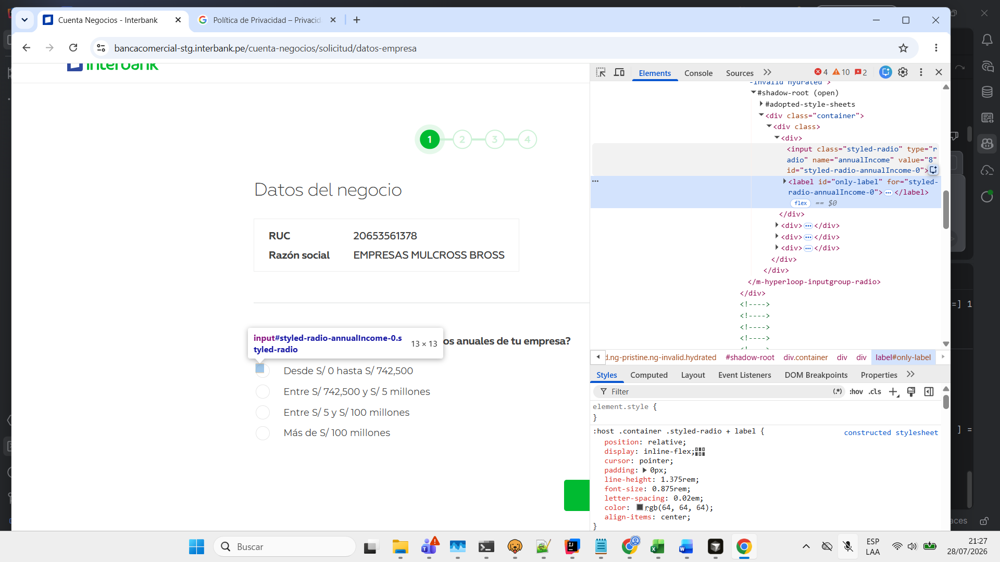 Cuenta Negocios - Interbank
Política de Privacidad – Privacid
bancacomercial-stg.interbank.pe/cuenta-negocios/solicitud/datos-empresa
Interbank
1
2
3
4
Datos del negocio
RUC 20653561378
Razón social EMPRESAS MULCROSS BROSS
os anuales de tu empresa?
input#styled-radio-annualIncome-0.s
tyled-radio
13 × 13
Desde S/ 0 hasta S/ 742,500
Entre S/ 742,500 y S/ 5 millones
Entre S/ 5 y S/ 100 millones
Más de S/ 100 millones
Elements Console Sources 4 10 2
-invalid hydrated">
#shadow-root (open)
#adopted-style-sheets
<div class="container">
<div class>
<div>
<input class="styled-radio" type="r
adio" name="annualIncome" value="8"
id="styled-radio-annualIncome-0">
<label id="only-label" for="styled-
radio-annualIncome-0"> … </label>
flex == $0
</div>
<div> … </div>
<div> … </div>
<div> … </div>
</div>
</div>
</m-hyperloop-inputgroup-radio>
</div>
<!---->
<!---->
<!---->
<!---->
d.ng-pristine.ng-invalid.hydrated #shadow-root div.container div div label#only-label
Styles Computed Layout Event Listeners DOM Breakpoints Properties
Filter :hov .cls
element.style {
}
:host .container .styled-radio + label { constructed stylesheet
position: relative;
display: inline-flex;
cursor: pointer;
padding: 0px;
line-height: 1.375rem;
font-size: 0.875rem;
letter-spacing: 0.02em;
color: rgb(64, 64, 64);
align-items: center;
}
=] 1
] =
aces
Buscar
ESP
LAA
21:27
28/07/2026